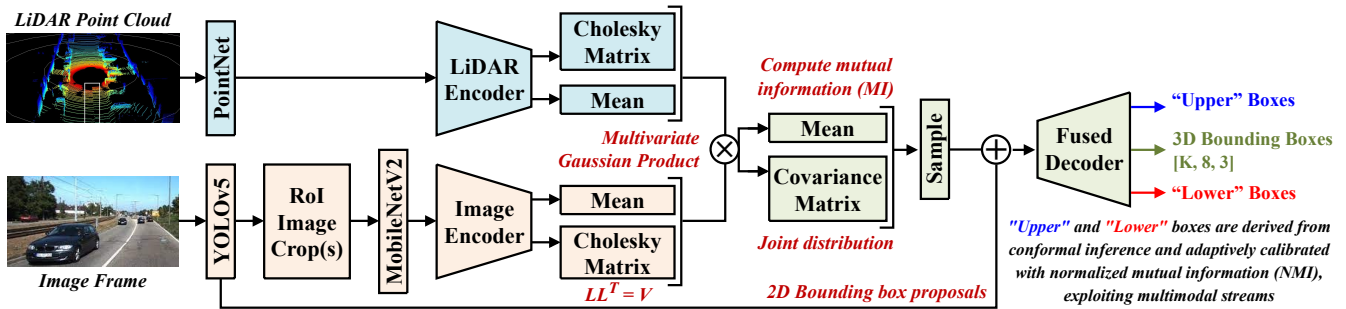 LiDAR Point Cloud
PointNet
LiDAR
Encoder
Cholesky
Matrix
Mean
Multivariate
Gaussian Product
Compute mutual
information (MI)
Mean
Covariance
Matrix
Joint distribution
Sample
Fused
Decoder
“Upper” Boxes
3D Bounding Boxes
[K, 8, 3]
“Lower” Boxes
"Upper" and "Lower" boxes are derived from
conformal inference and adaptively calibrated
with normalized mutual information (NMI),
exploiting multimodal streams
Image Frame
YOLOv5
RoI
Image
Crop(s)
MobileNetV2
Image
Encoder
Mean
Cholesky
Matrix
LL^T = V
2D Bounding box proposals